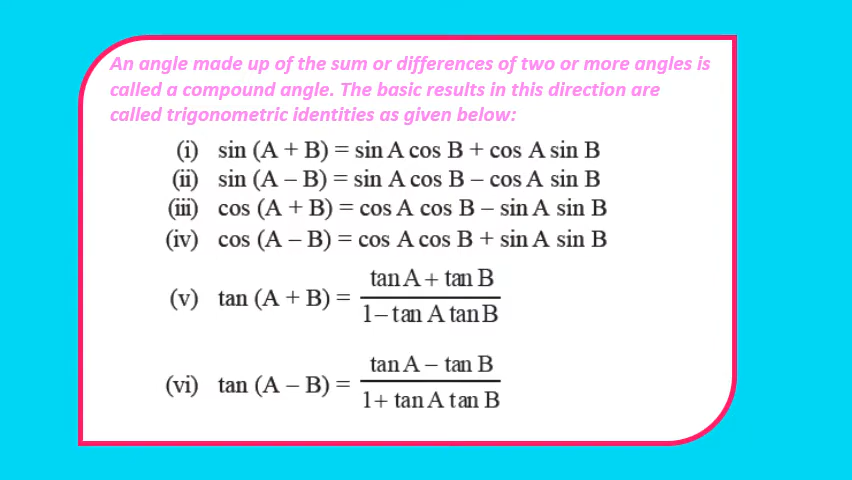 An angle made up of the sum or differences of two or more angles is
called a compound angle. The basic results in this direction are
called trigonometric identities as given below:
(i) sin (A + B) = sin A cos B + cos A sin B
(ii) sin (A – B) = sin A cos B – cos A sin B
(iii) cos (A + B) = cos A cos B – sin A sin B
(iv) cos (A – B) = cos A cos B + sin A sin B
tan A + tan B
(v) tan (A + B) =
1– tan A tan B
tan A – tan B
(vi) tan (A – B) =
1+ tan A tan B